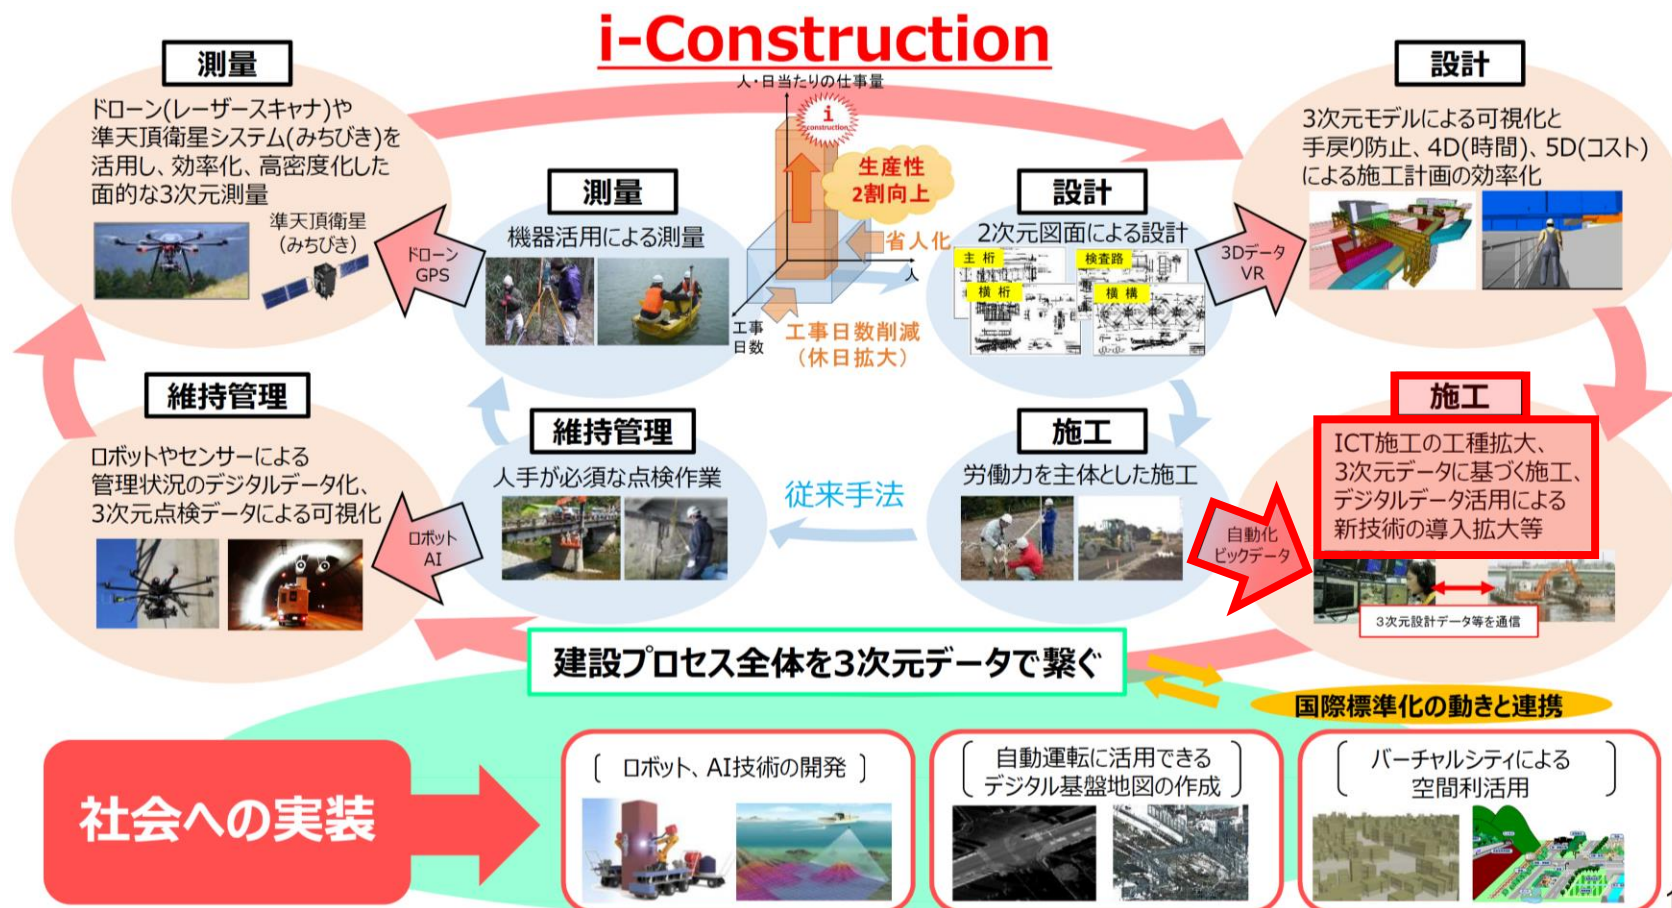 i-Construction
測量
ドローン(レーザースキャナ)や
準天頂衛星システム(みちびき)を
活用し、効率化、高密度化した
面的な3次元測量
準天頂衛星
(みちびき)
ドローン
GPS
測量
機器活用による測量
人・日当たりの仕事量
i
construction
生産性
2割向上
省人化
人
工事
日数
工事日数削減
(休日拡大)
設計
2次元図面による設計
主桁
検査路
横桁
横構
3Dデータ
VR
設計
3次元モデルによる可視化と
手戻り防止、4D(時間)、5D(コスト)
による施工計画の効率化
維持管理
ロボットやセンサーによる
管理状況のデジタルデータ化、
3次元点検データによる可視化
ロボット
AI
維持管理
人手が必須な点検作業
従来手法
施工
労働力を主体とした施工
自動化
ビックデータ
施工
ICT施工の工種拡大、
3次元データに基づく施工、
デジタルデータ活用による
新技術の導入拡大等
3次元設計データ等を通信
建設プロセス全体を3次元データで繋ぐ
国際標準化の動きと連携
社会への実装
〔 ロボット、AI技術の開発 〕
自動運転に活用できる
デジタル基盤地図の作成
バーチャルシティによる
空間利活用